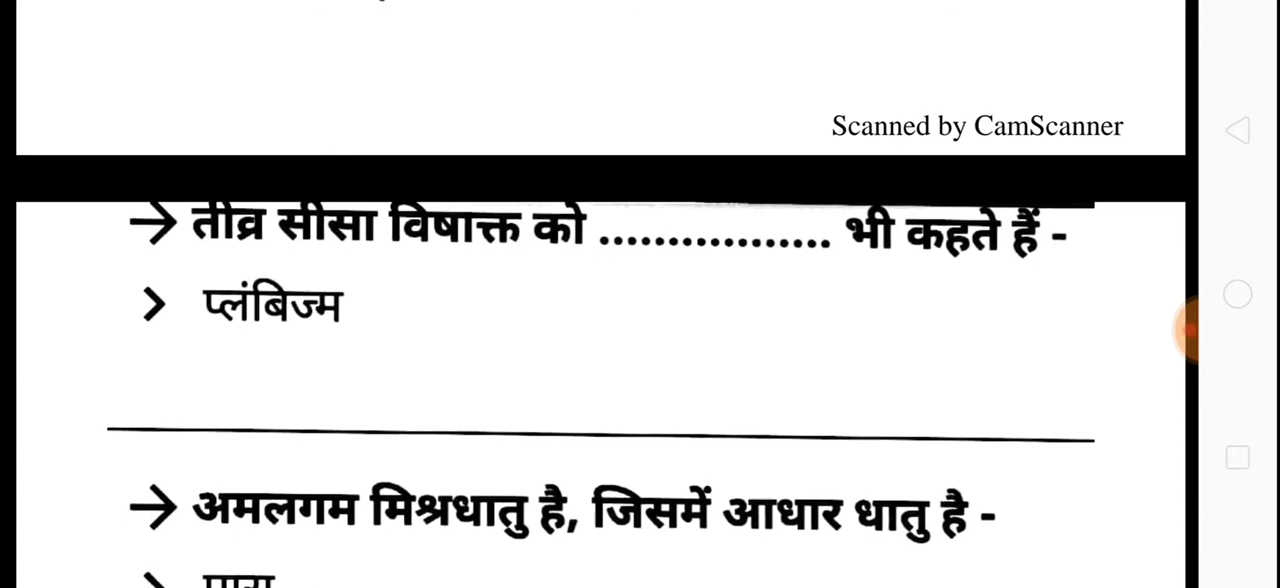 Scanned by CamScanner
→ तीव्र सीसा विषाक्त को ................. भी कहते हैं -
> प्लंबिज्म
→ अमलगम मिश्रधातु है, जिसमें आधार धातु है -